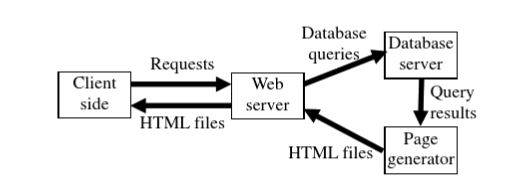 Client
side
Requests
HTML files
Web
server
Database
queries
Database
server
Query
results
Page
generator
HTML files